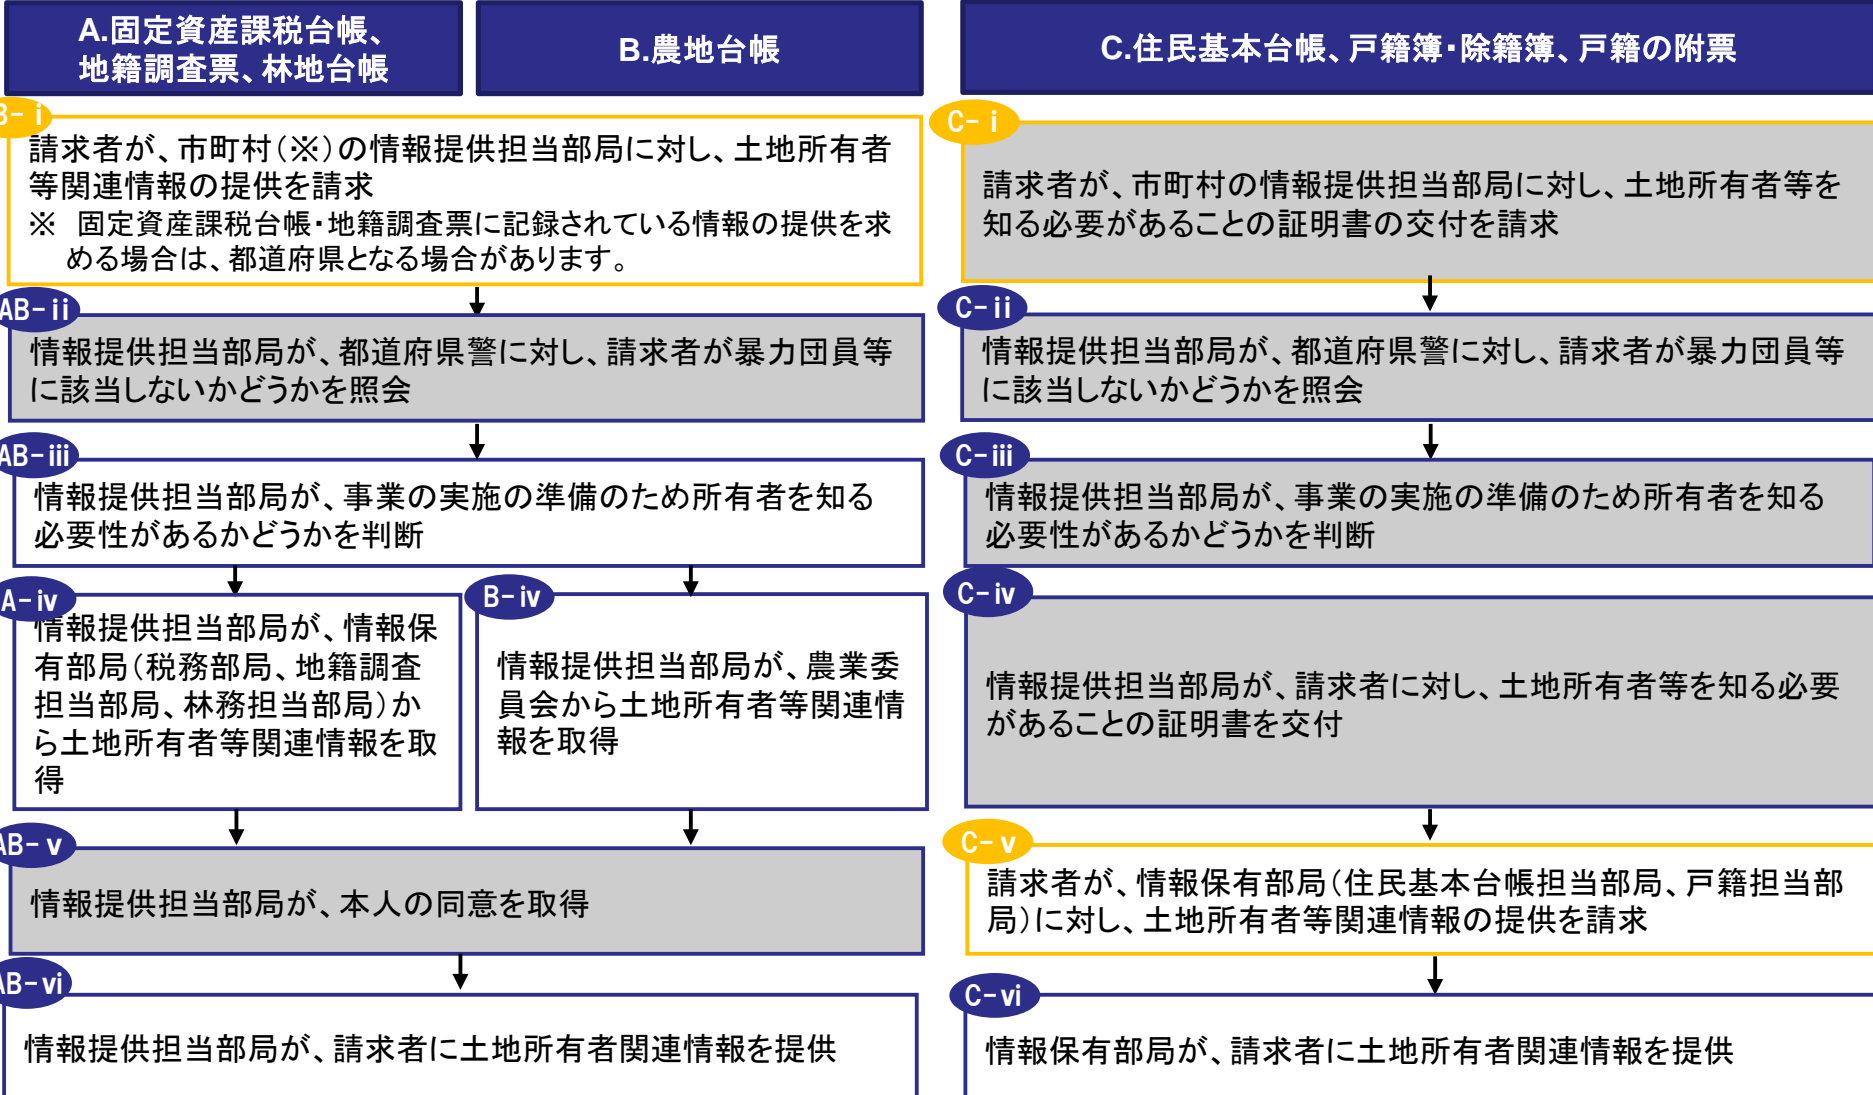 A.固定資産課税台帳、
地籍調査票、林地台帳
B.農地台帳
C.住民基本台帳、戸籍簿・除籍簿、戸籍の附票
B-ⅰ
請求者が、市町村（※）の情報提供担当部局に対し、土地所有者
等関連情報の提供を請求
※　固定資産課税台帳・地籍調査票に記録されている情報の提供を求
める場合は、都道府県となる場合があります。
AB-ⅱ
情報提供担当部局が、都道府県警に対し、請求者が暴力団員等
に該当しないかどうかを照会
AB-ⅲ
情報提供担当部局が、事業の実施の準備のため所有者を知る
必要性があるかどうかを判断
A-ⅳ
情報提供担当部局が、情報保
有部局（税務部局、地籍調査
担当部局、林務担当部局）か
ら土地所有者等関連情報を取
得
B-ⅳ
情報提供担当部局が、農業委
員会から土地所有者等関連情
報を取得
AB-ⅴ
情報提供担当部局が、本人の同意を取得
AB-ⅵ
情報提供担当部局が、請求者に土地所有者関連情報を提供
C-ⅰ
請求者が、市町村の情報提供担当部局に対し、土地所有者等を
知る必要があることの証明書の交付を請求
C-ⅱ
情報提供担当部局が、都道府県警に対し、請求者が暴力団員等
に該当しないかどうかを照会
C-ⅲ
情報提供担当部局が、事業の実施の準備のため所有者を知る
必要性があるかどうかを判断
C-ⅳ
情報提供担当部局が、請求者に対し、土地所有者等を知る必要
があることの証明書を交付
C-ⅴ
請求者が、情報保有部局（住民基本台帳担当部局、戸籍担当部
局）に対し、土地所有者等関連情報の提供を請求
C-ⅵ
情報保有部局が、請求者に土地所有者関連情報を提供